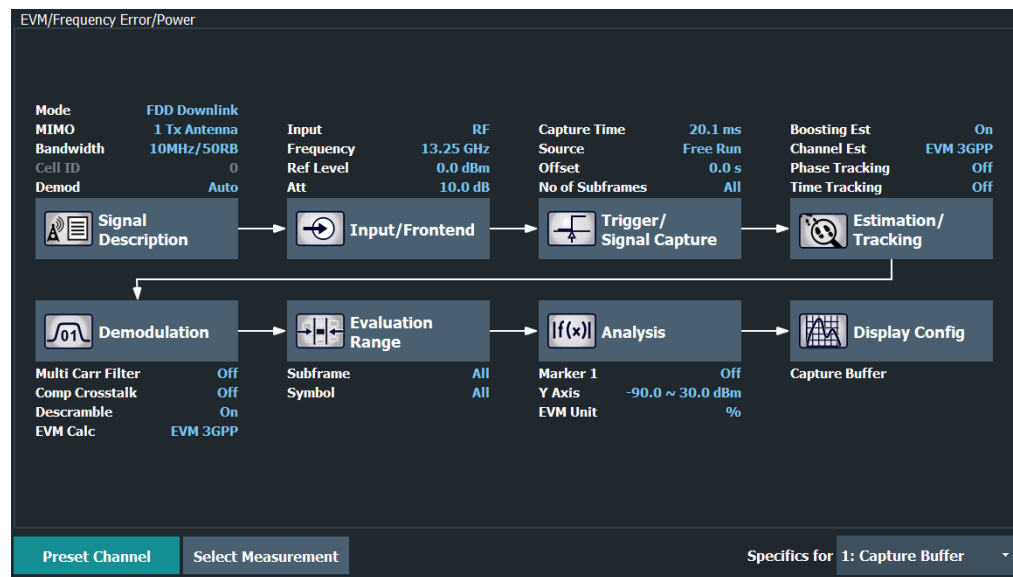 EVM/Frequency Error/Power
Mode FDD Downlink
MIMO 1 Tx Antenna Input RF Capture Time 20.1 ms Boosting Est On
Bandwidth 10MHz/50RB Frequency 13.25 GHz Source Free Run Channel Est EVM 3GPP
Cell ID 0 Ref Level 0.0 dBm Offset 0.0 s Phase Tracking Off
Demod Auto Att 10.0 dB No of Subframes All Time Tracking Off
Signal Description
Input/Frontend
Trigger/
Signal Capture
Estimation/
Tracking
01 Demodulation
Evaluation
Range
|f(x)| Analysis
Display Config
Multi Carr Filter Off Subframe All Marker 1 Off Capture Buffer
Comp Crosstalk Off Symbol All Y Axis -90.0 ~ 30.0 dBm
Descramble On EVM Unit %
EVM Calc EVM 3GPP
Preset Channel Select Measurement Specifics for 1: Capture Buffer